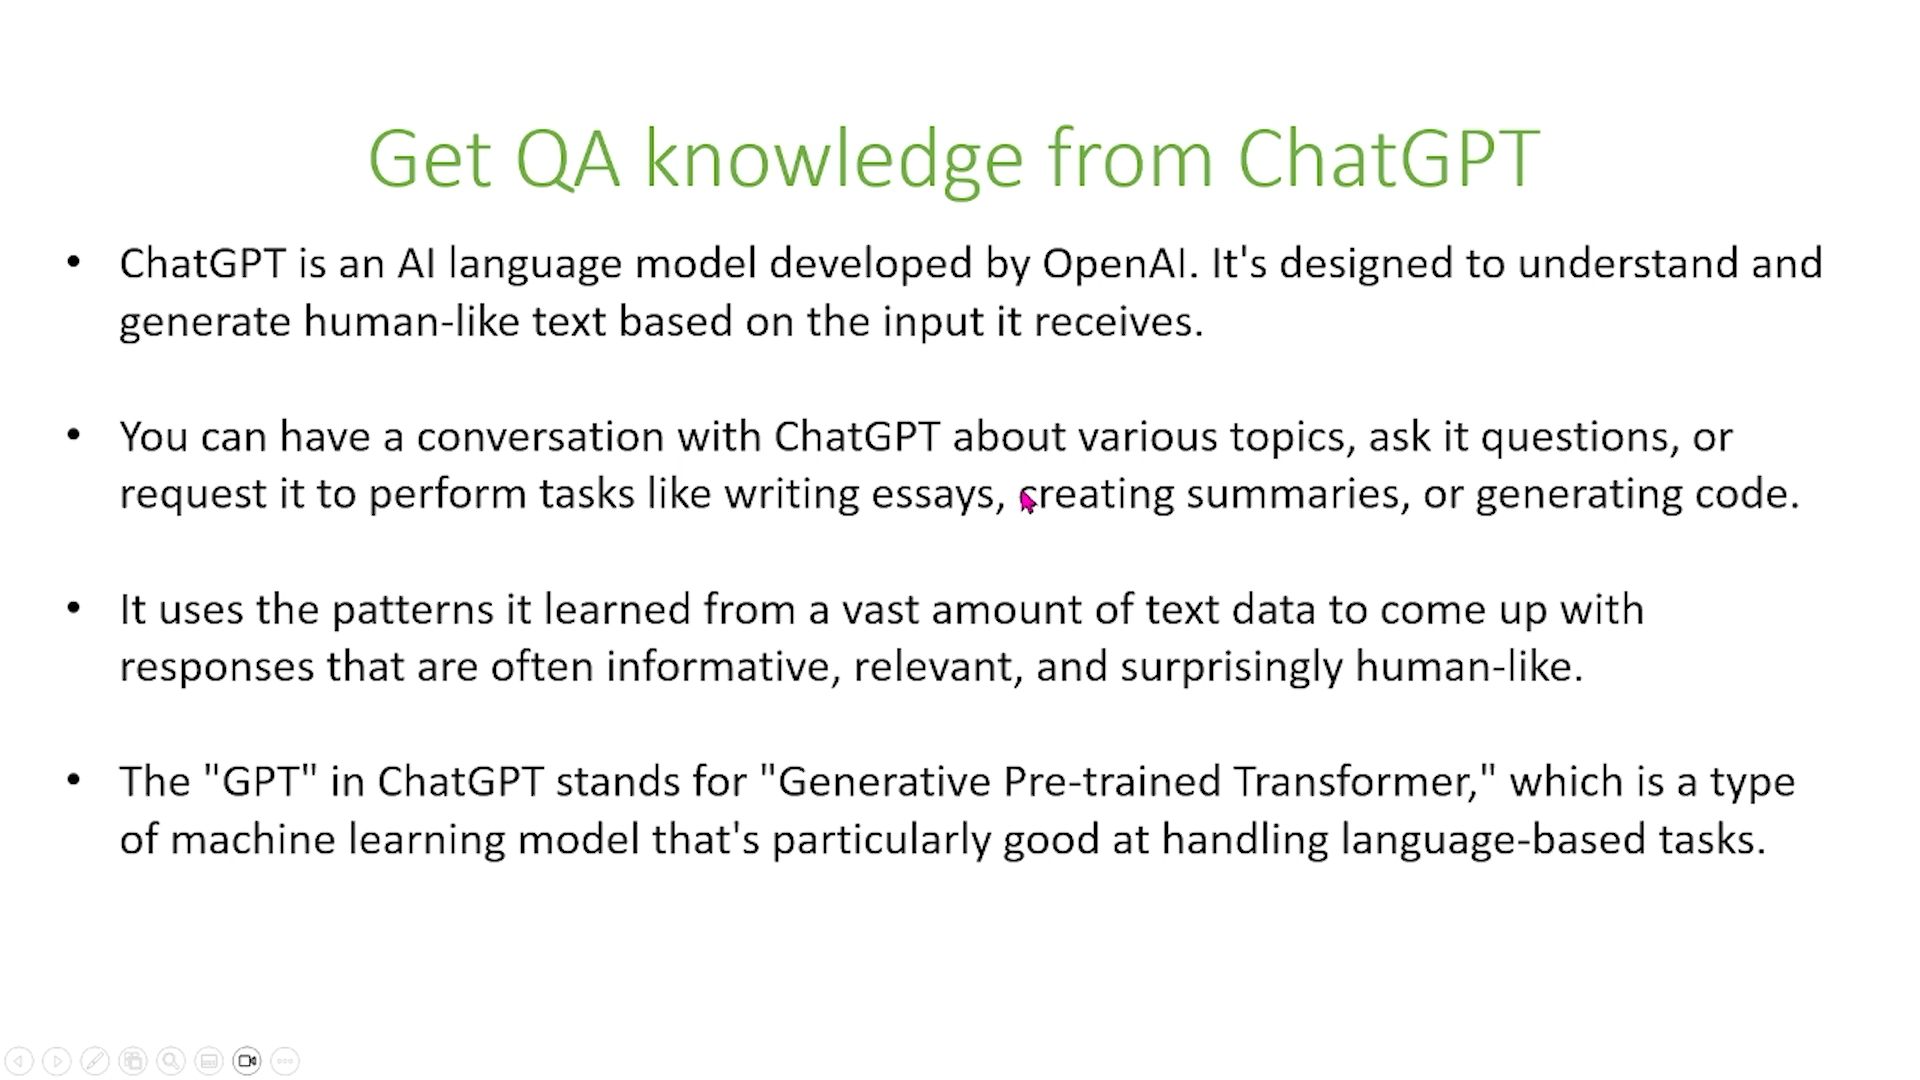 Get QA knowledge from ChatGPT
• ChatGPT is an AI language model developed by OpenAI. It's designed to understand and
generate human-like text based on the input it receives.
• You can have a conversation with ChatGPT about various topics, ask it questions, or
request it to perform tasks like writing essays, creating summaries, or generating code.
• It uses the patterns it learned from a vast amount of text data to come up with
responses that are often informative, relevant, and surprisingly human-like.
• The "GPT" in ChatGPT stands for "Generative Pre-trained Transformer," which is a type
of machine learning model that's particularly good at handling language-based tasks.